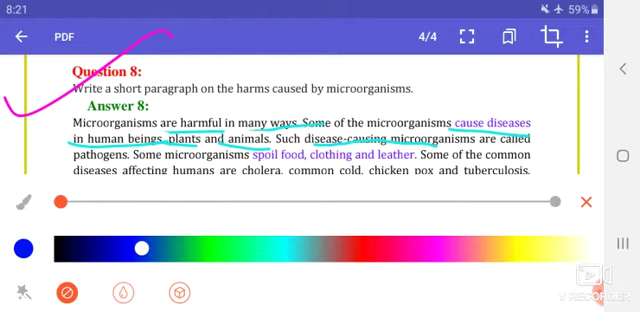 8:21
59%
PDF
4/4
Question 8:
Write a short paragraph on the harms caused by microorganisms.
Answer 8:
Microorganisms are harmful in many ways. Some of the microorganisms cause diseases
in human beings, plants and animals. Such disease-causing microorganisms are called
pathogens. Some microorganisms spoil food, clothing and leather. Some of the common
diseases affecting humans are cholera, common cold, chicken pox and tuberculosis.
V RECORDER